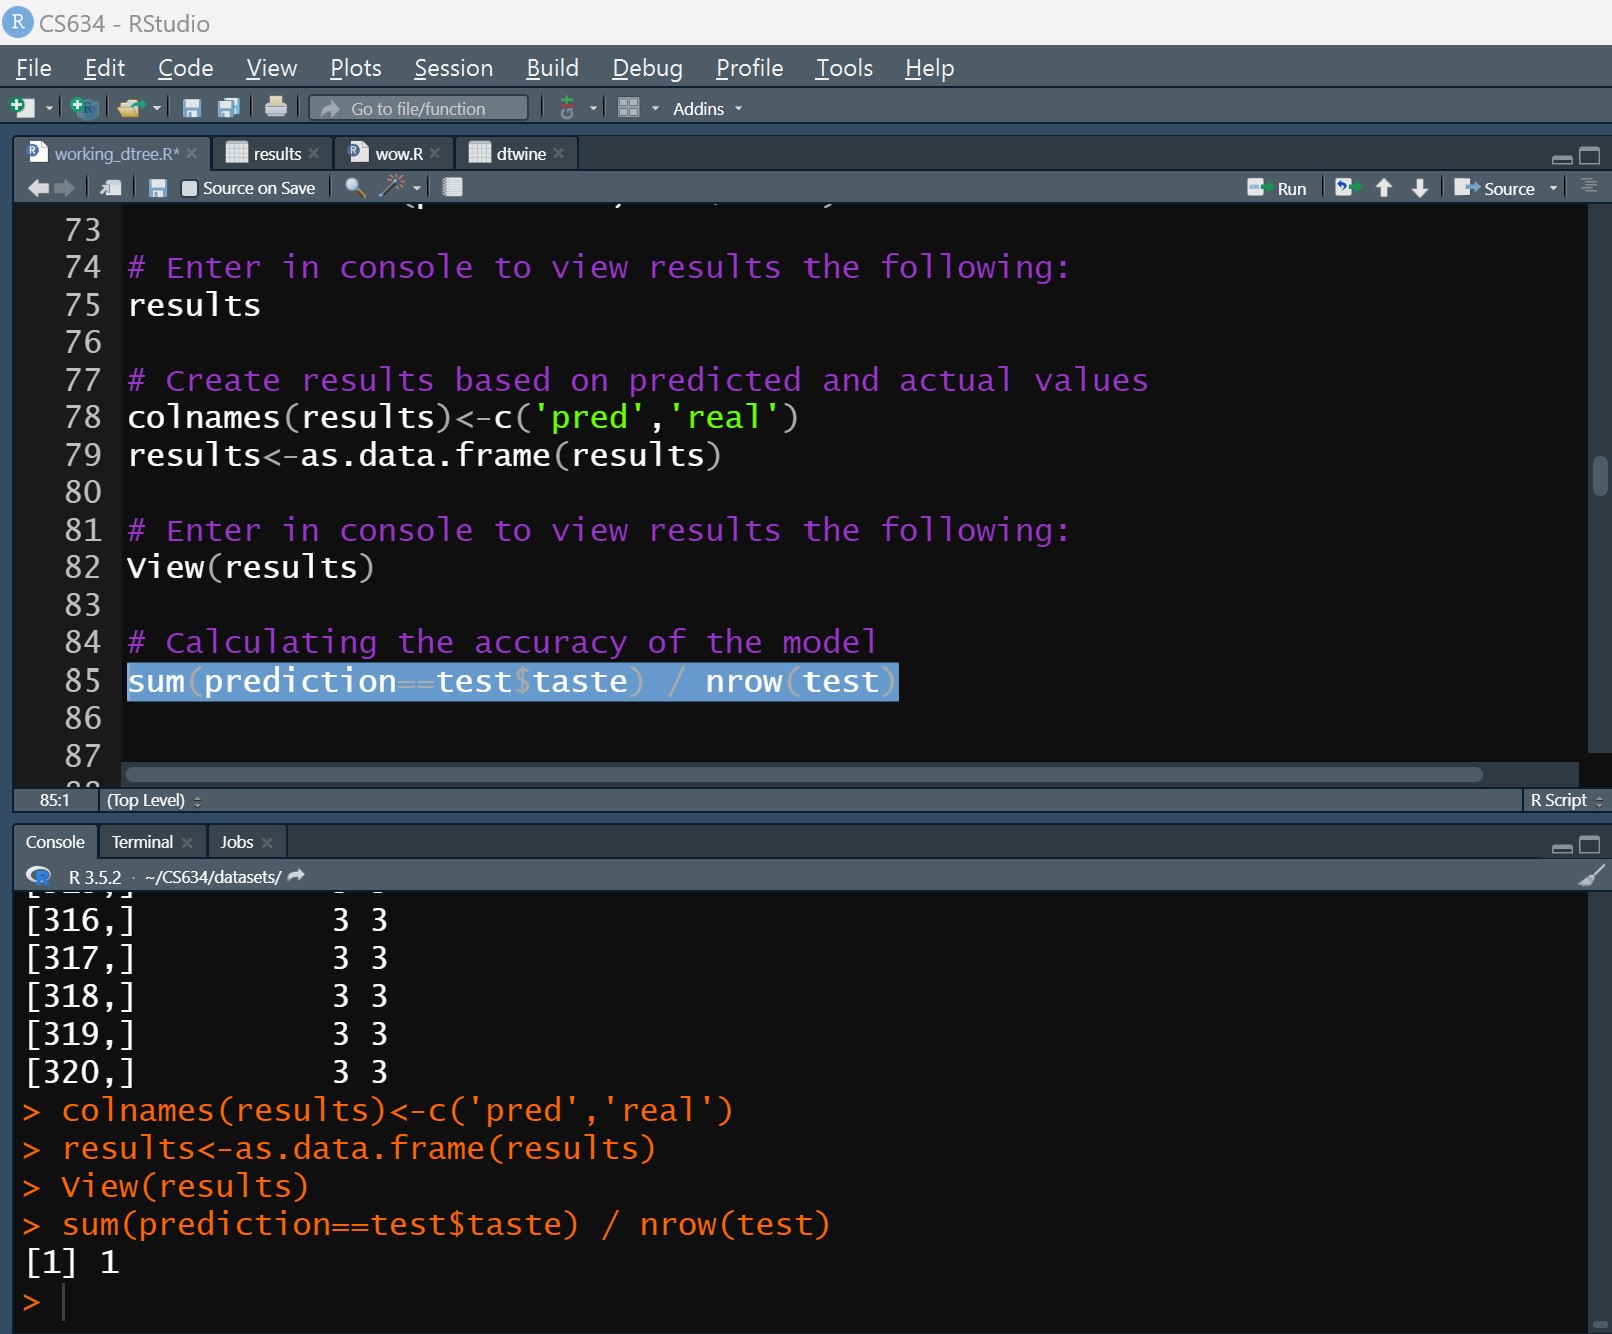 CS634 - RStudio
File Edit Code View Plots Session Build Debug Profile Tools Help
Go to file/function Addins
working_dtree.R* results wow.R dtwine
Source on Save Run Source
73
74 # Enter in console to view results the following:
75 results
76
77 # Create results based on predicted and actual values
78 colnames(results)<-c('pred','real')
79 results<-as.data.frame(results)
80
81 # Enter in console to view results the following:
82 View(results)
83
84 # Calculating the accuracy of the model
85 sum(prediction==test$taste) / nrow(test)
86
87
85:1 (Top Level) R Script
Console Terminal Jobs
R 3.5.2 · ~/CS634/datasets/
[316,] 3 3
[317,] 3 3
[318,] 3 3
[319,] 3 3
[320,] 3 3
> colnames(results)<-c('pred','real')
> results<-as.data.frame(results)
> View(results)
> sum(prediction==test$taste) / nrow(test)
[1] 1
>